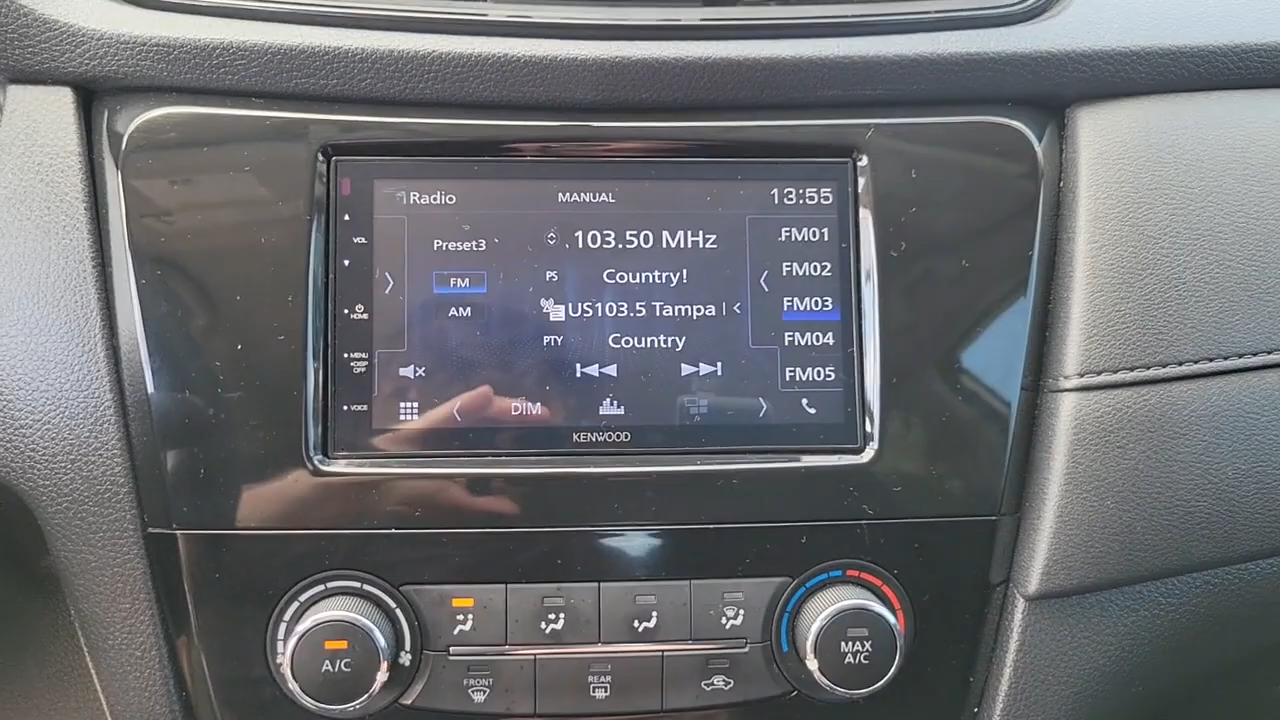 Radio MANUAL 13:55
VOL
HOME
MENU
DISP
OFF
VOICE
Preset3
103.50 MHz
FM
AM
PS Country!
US103.5 Tampa
PTY Country
FM01
FM02
FM03
FM04
FM05
DIM
KENWOOD
A/C
MAX
A/C
FRONT
REAR